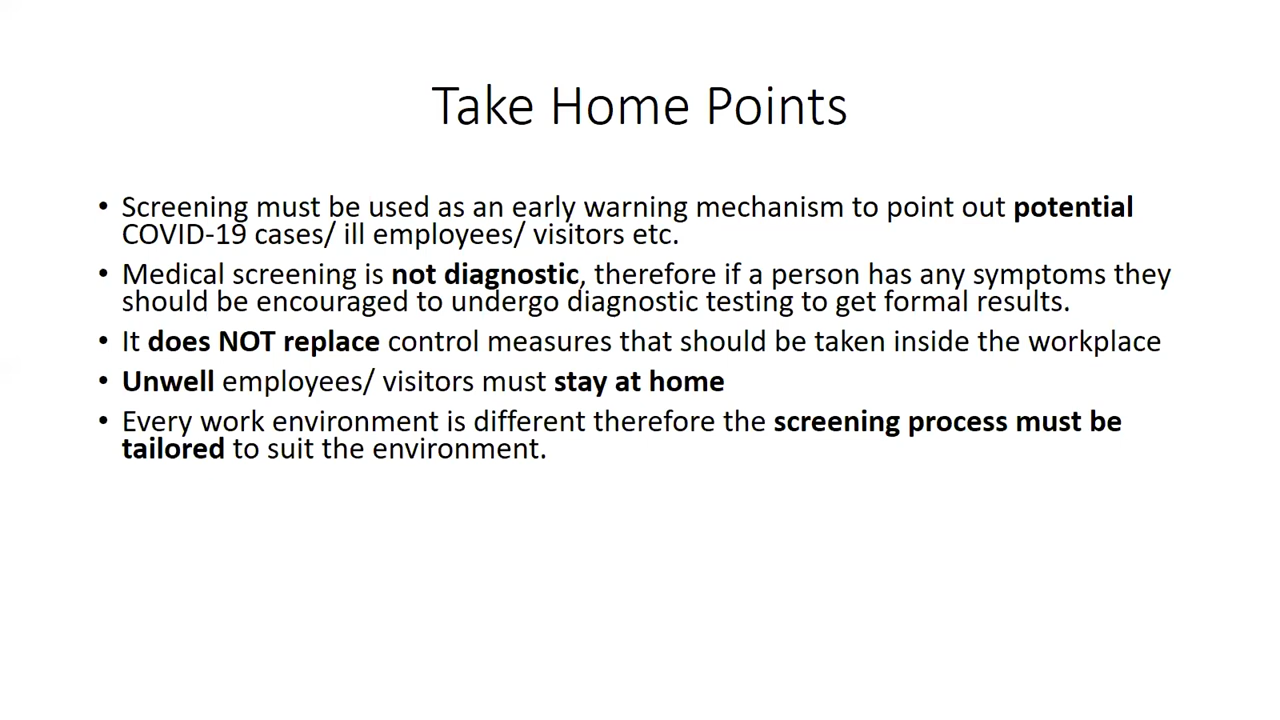 Take Home Points
• Screening must be used as an early warning mechanism to point out potential
COVID-19 cases/ ill employees/ visitors etc.
• Medical screening is not diagnostic, therefore if a person has any symptoms they
should be encouraged to undergo diagnostic testing to get formal results.
• It does NOT replace control measures that should be taken inside the workplace
• Unwell employees/ visitors must stay at home
• Every work environment is different therefore the screening process must be
tailored to suit the environment.